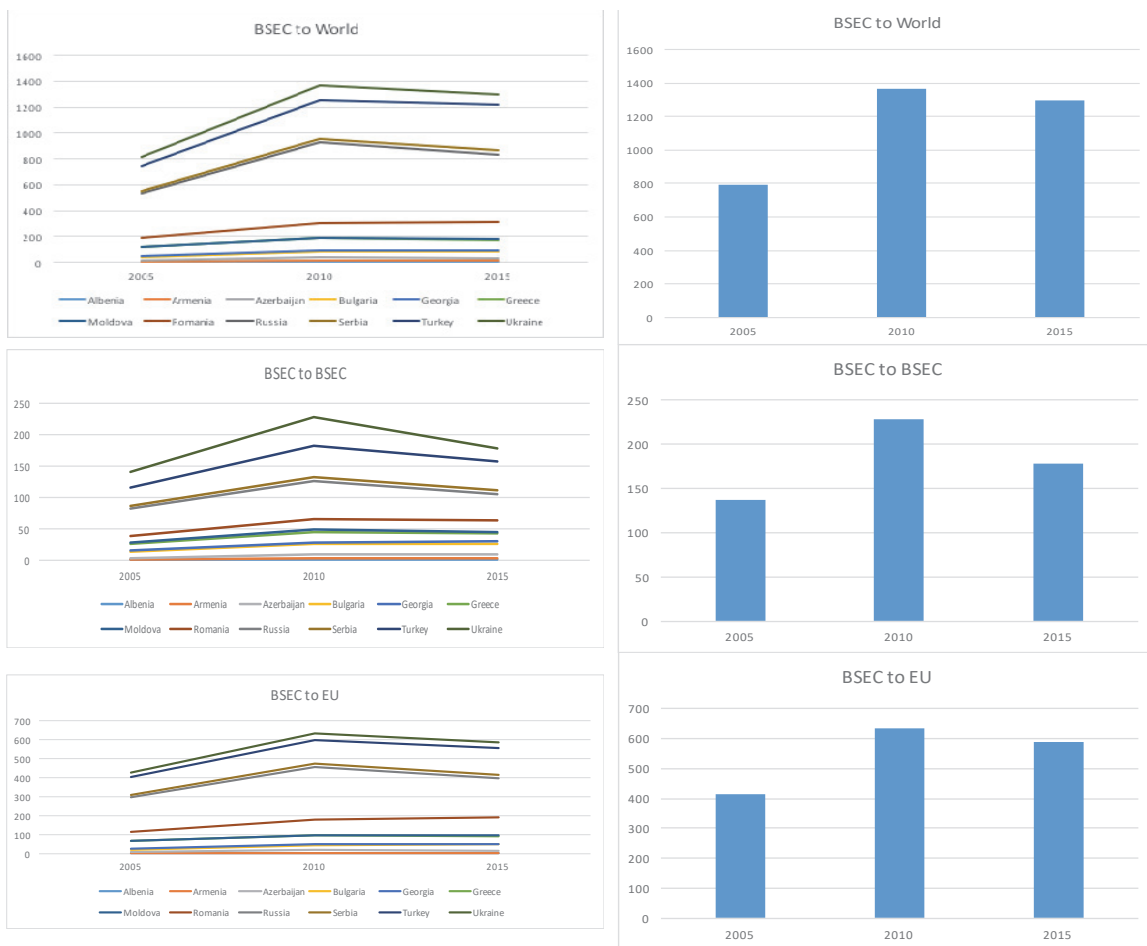 BSEC to World
1600
1400
1200
1000
800
600
400
200
0
2005 2010 2015
Albenia Armenia Azerbaijan Bulgaria Georgia Greece
Moldova Fomania Russia Serbia Turkey Ukraine
BSEC to World
1600
1400
1200
1000
800
600
400
200
0
2005 2010 2015
BSEC to BSEC
250
200
150
100
50
0
2005 2010 2015
Albenia Armenia Azerbaijan Bulgaria Georgia Greece
Moldova Romania Russia Serbia Turkey Ukraine
BSEC to BSEC
250
200
150
100
50
0
2005 2010 2015
BSEC to EU
700
600
500
400
300
200
100
0
2005 2010 2015
Albenia Armenia Azerbaijan Bulgaria Georgia Greece
Moldova Romania Russia Serbia Turkey Ukraine
BSEC to EU
700
600
500
400
300
200
100
0
2005 2010 2015